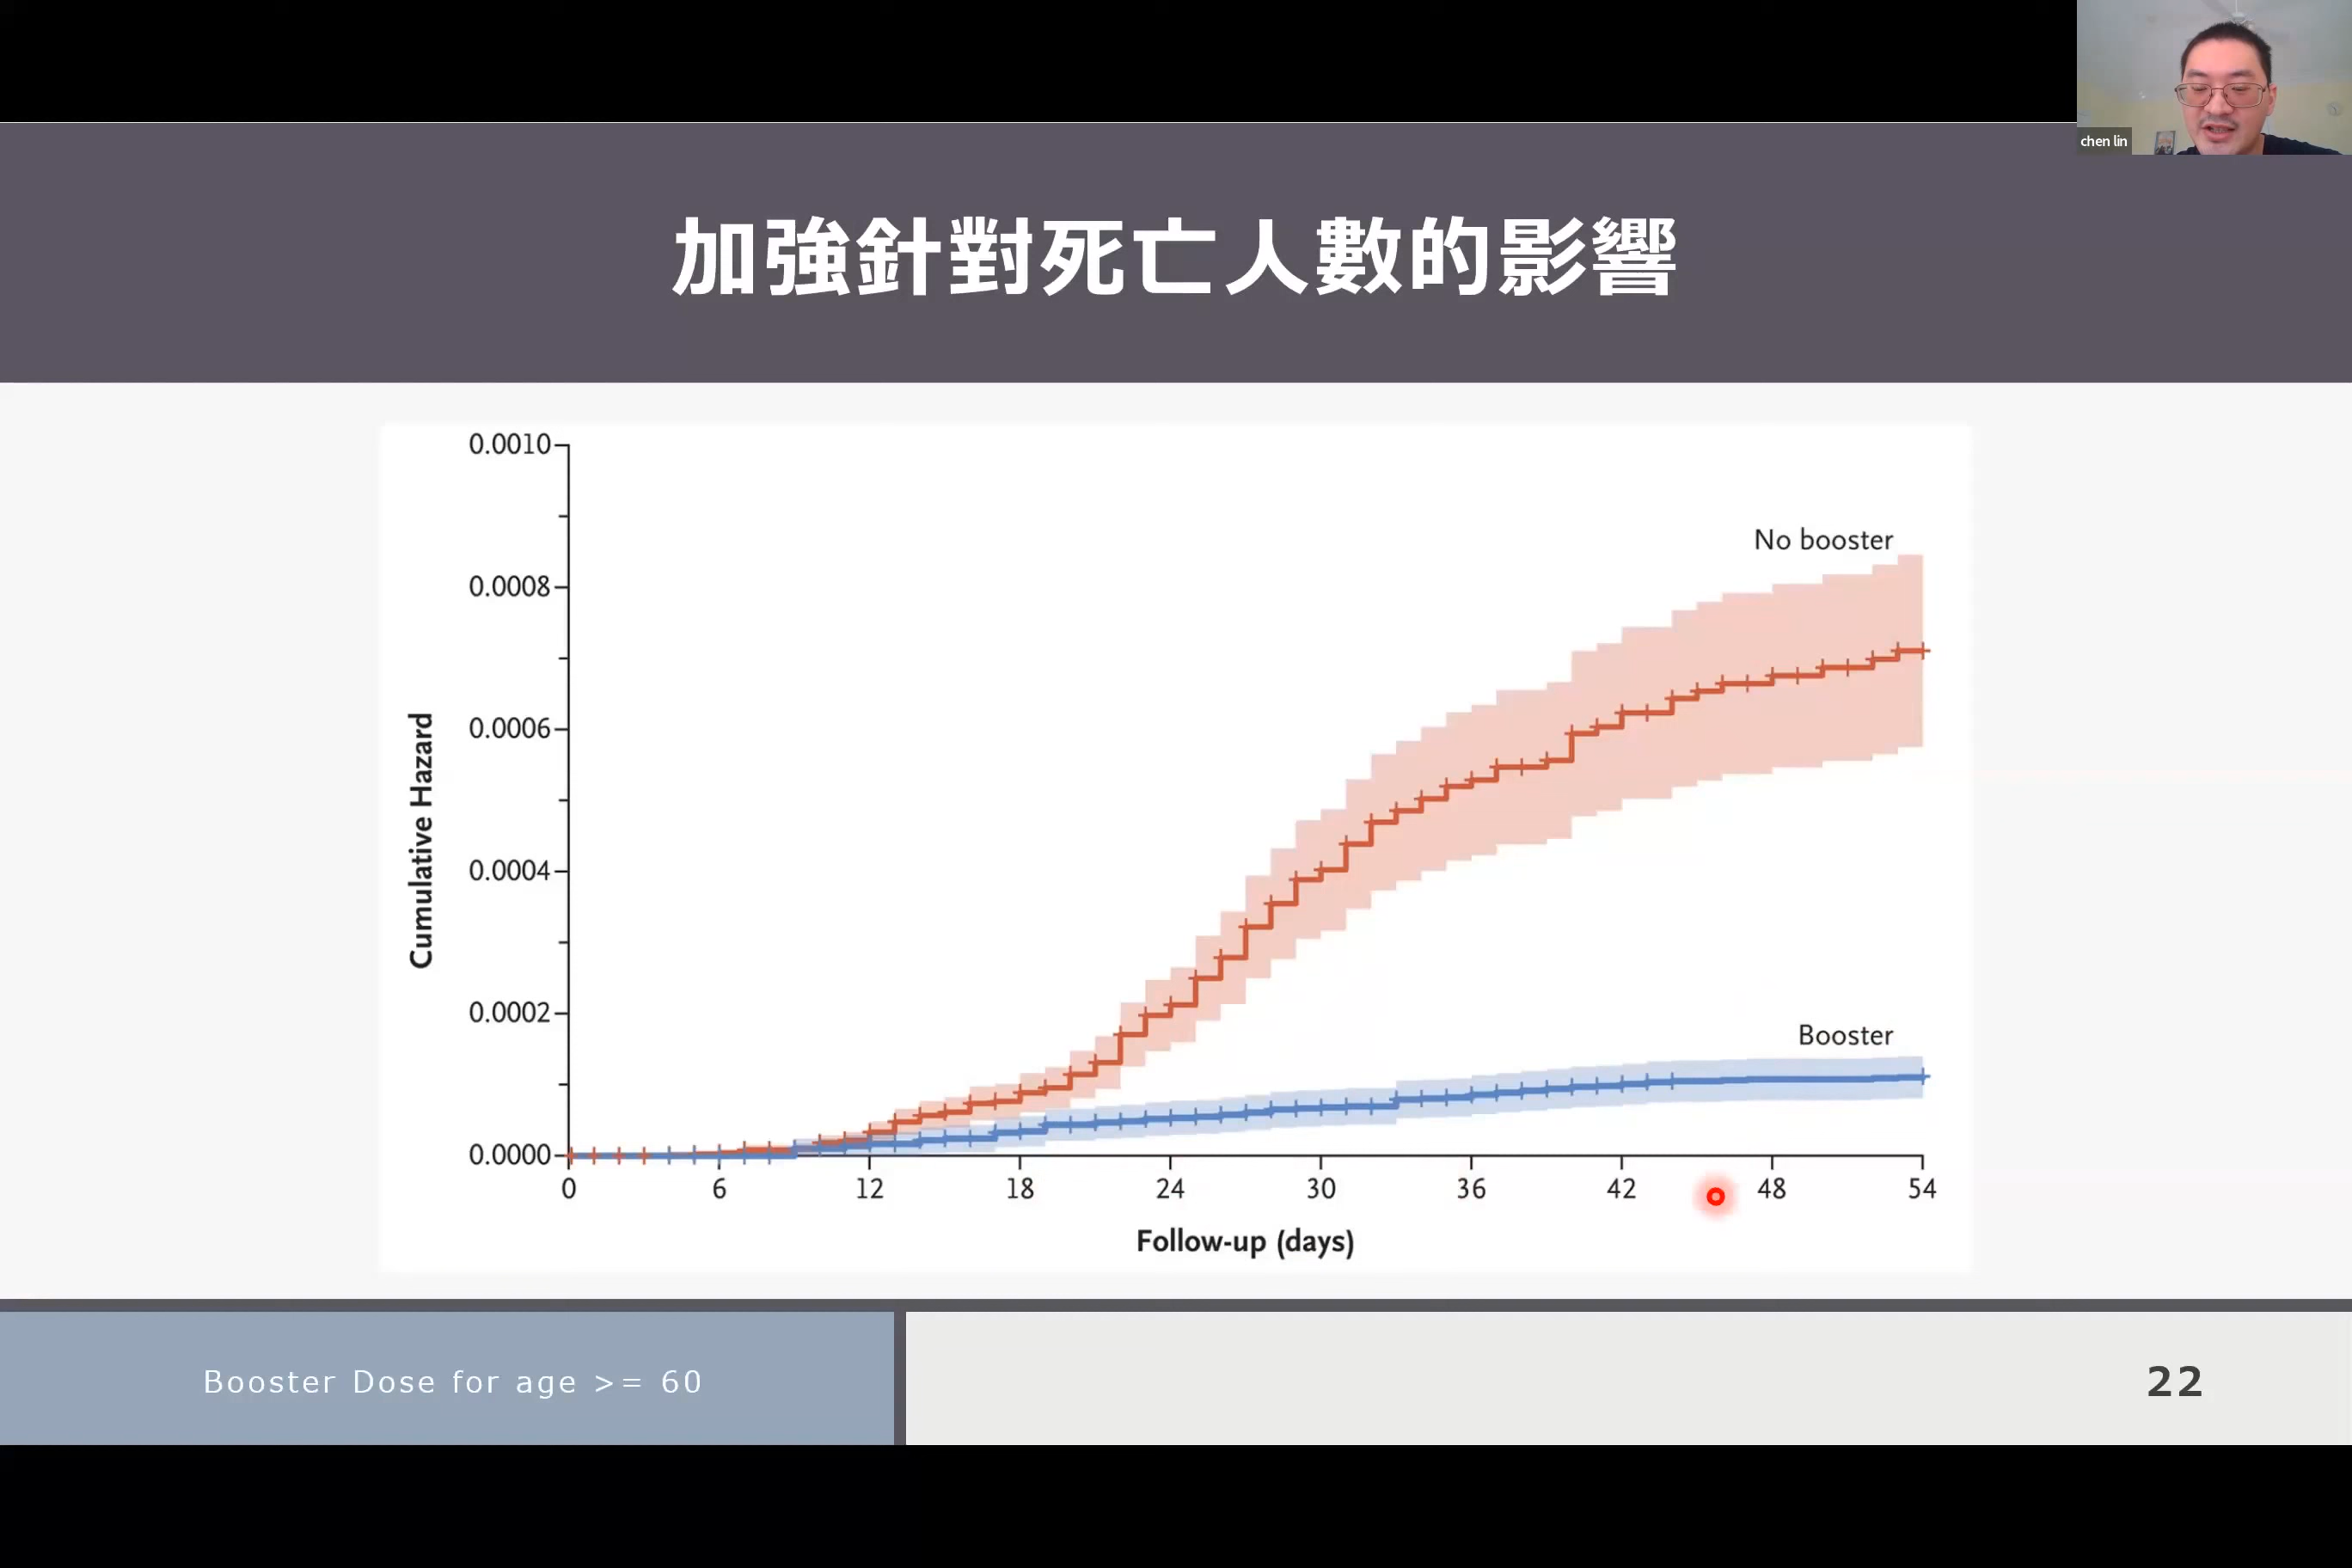 chen lin
加強針對死亡人數的影響
0.0010
0.0008
0.0006
0.0004
0.0002
0.0000
Cumulative Hazard
No booster
Booster
0 6 12 18 24 30 36 42 48 54
Follow-up (days)
Booster Dose for age >= 60
22